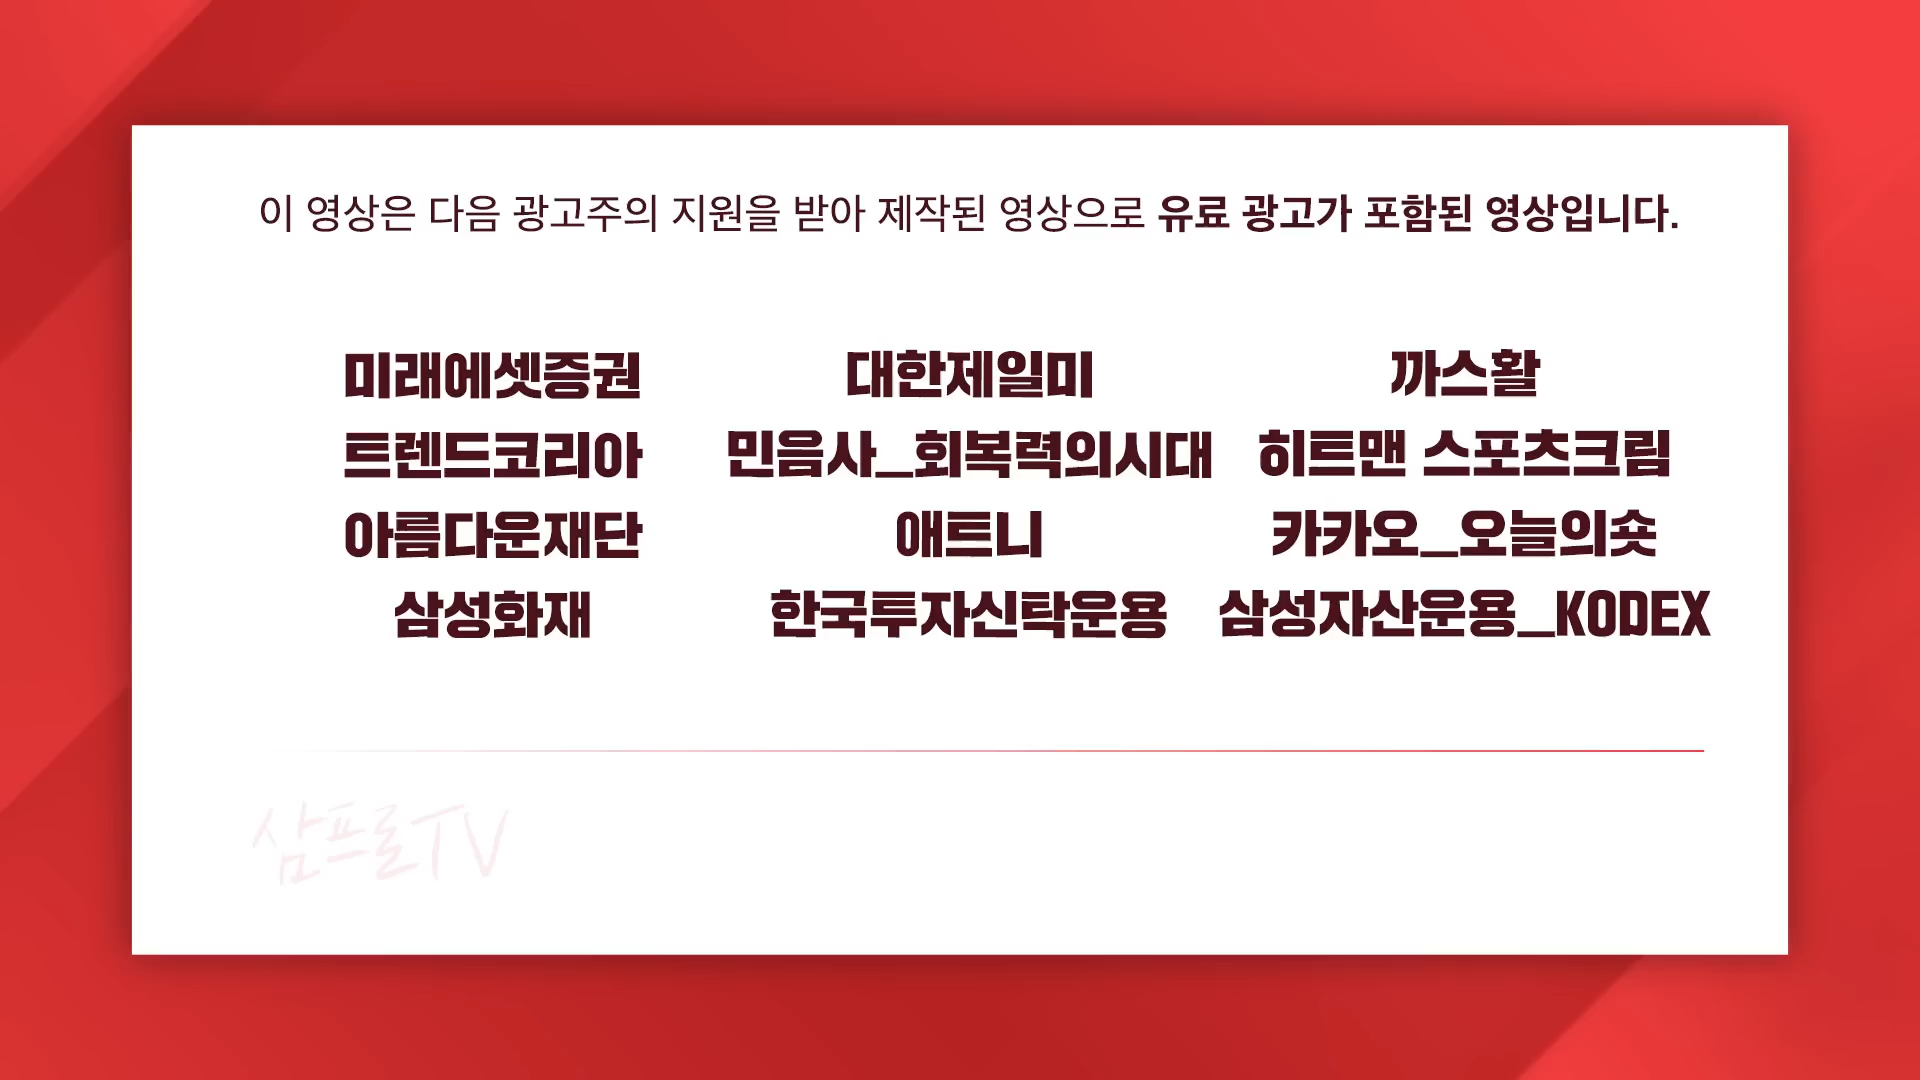 이 영상은 다음 광고주의 지원을 받아 제작된 영상으로 유료 광고가 포함된 영상입니다.
미래에셋증권 대한제일미 까스활
트렌드코리아 민음사_회복력의시대 히트맨 스포츠크림
아름다운재단 애트니 카카오_오늘의숏
삼성화재 한국투자신탁운용 삼성자산운용_KODEX
삼프로TV